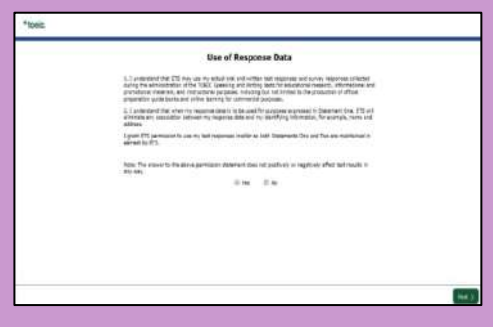 toeic.
Use of Response Data
1. I understand that ETS may use my actual oral and written test responses and survey responses collected
during the administration of the TOEIC Speaking and Writing tests for educational research, informational and
promotional materials, and instructional purposes, including but not limited to the production of official
preparation guide books and online learning for commercial purposes.
2. I understand that when my response data is to be used for purposes expressed in Statement One, ETS will
eliminate any association between my response data and my identifying information, for example, name and
address.
I grant ETS permission to use my test responses insofar as both Statements One and Two are maintained in
earnest by ETS.
Note: The answer to the above permission statement does not positively or negatively affect test results in
any way.
Yes No
Next